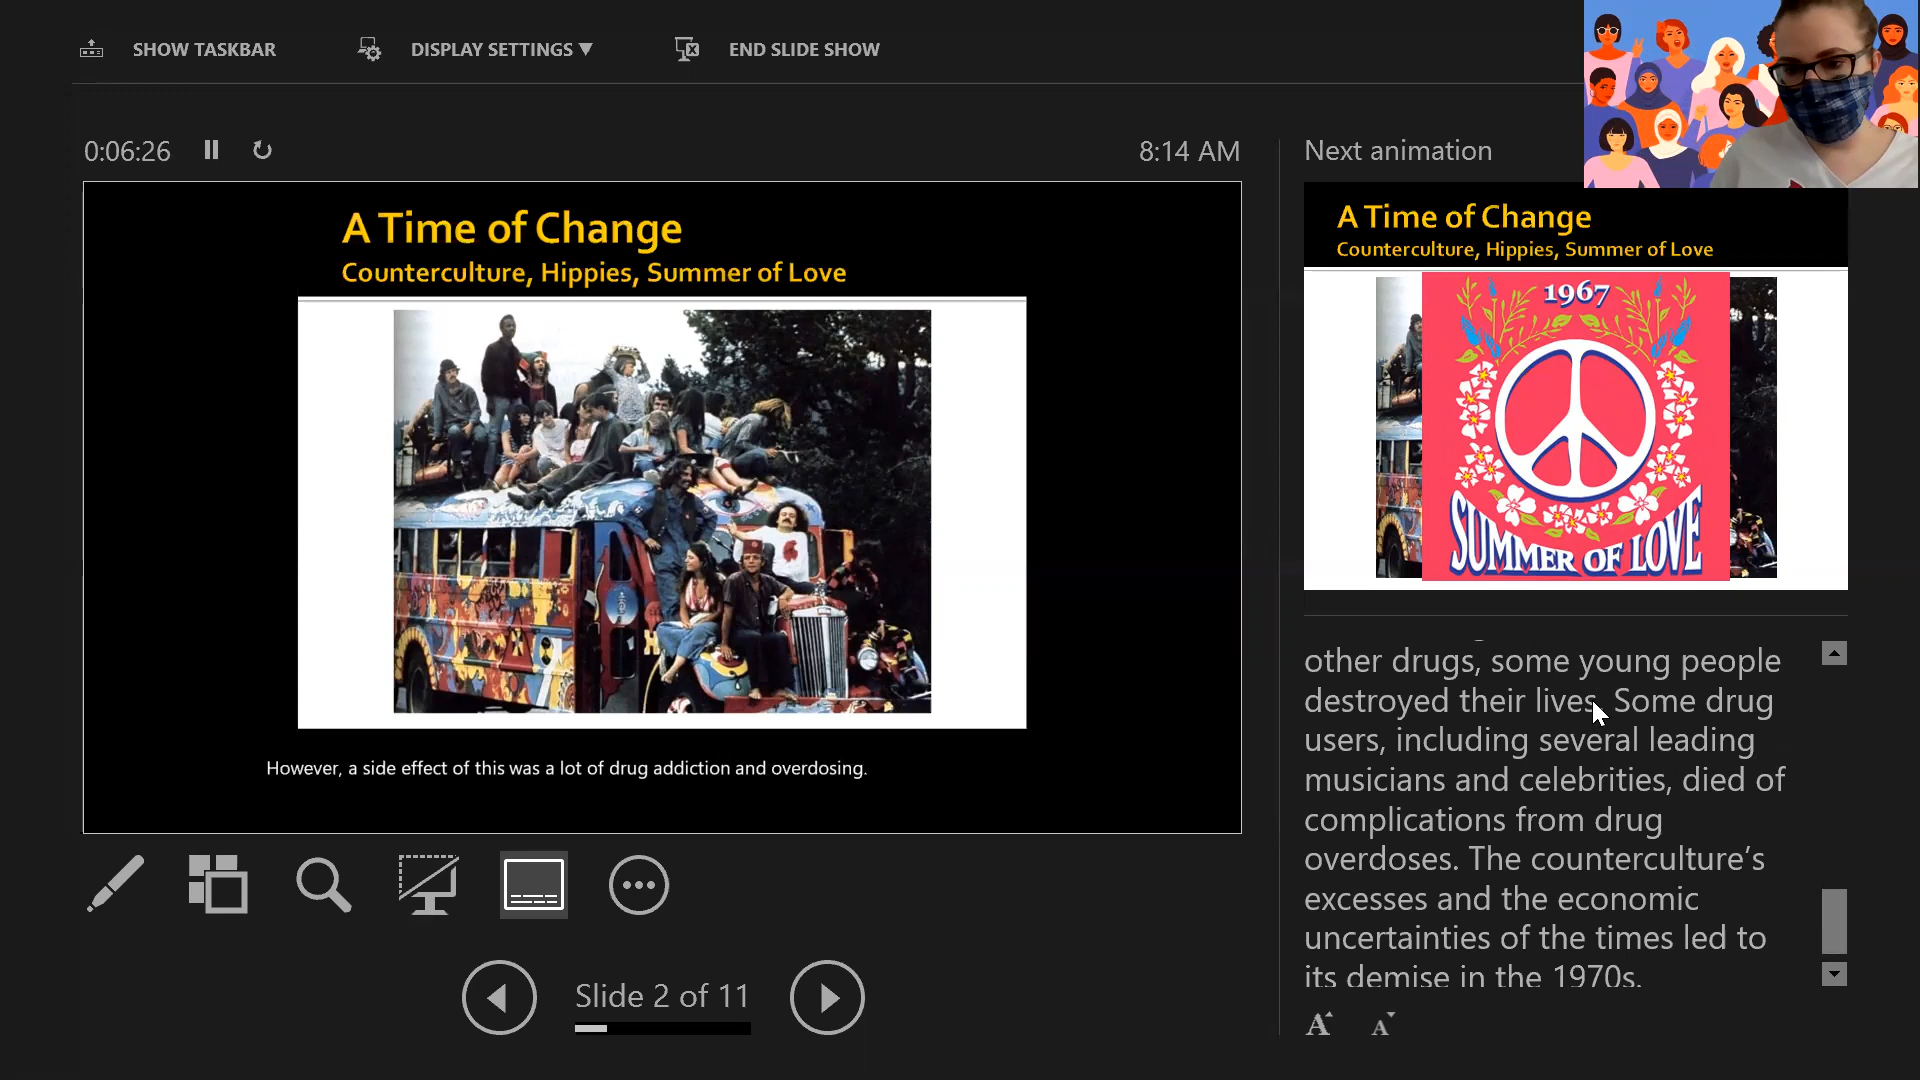 SHOW TASKBAR
DISPLAY SETTINGS ▼
END SLIDE SHOW
0:06:26
8:14 AM
A Time of Change
Counterculture, Hippies, Summer of Love
However, a side effect of this was a lot of drug addiction and overdosing.
Slide 2 of 11
Next animation
A Time of Change
Counterculture, Hippies, Summer of Love
1967
SUMMER OF LOVE
other drugs, some young people
destroyed their lives. Some drug
users, including several leading
musicians and celebrities, died of
complications from drug
overdoses. The counterculture’s
excesses and the economic
uncertainties of the times led to
its demise in the 1970s.
A A